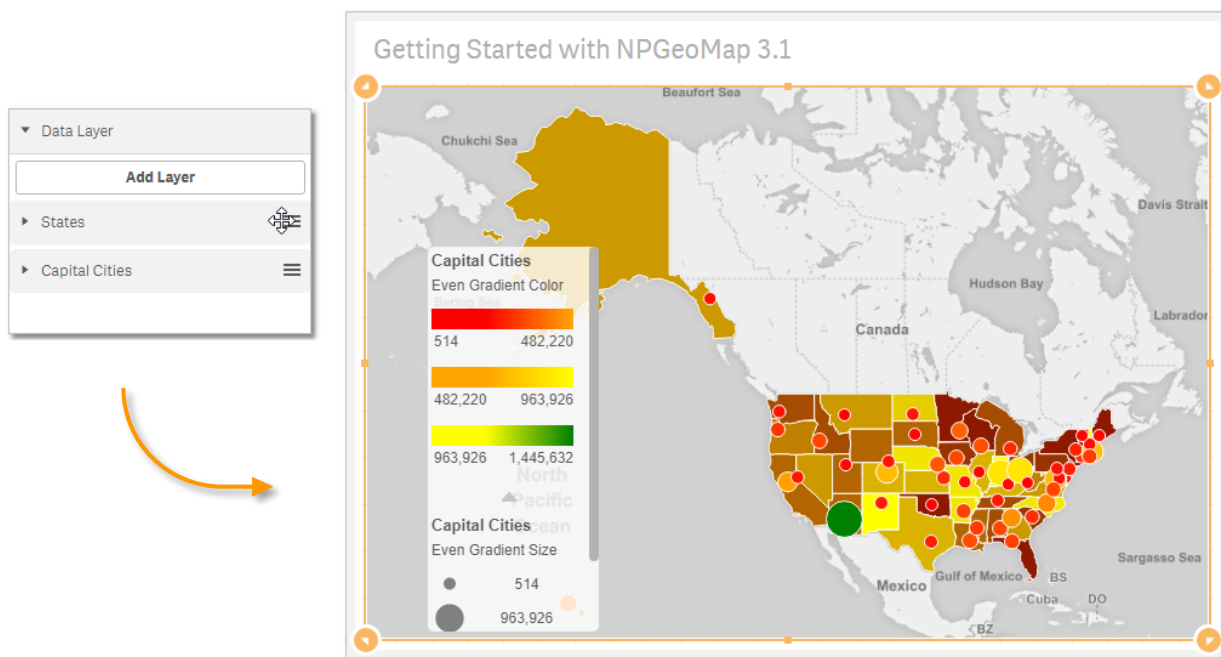 Getting Started with NPGeoMap 3.1
Data Layer
Add Layer
States
Capital Cities
Beaufort Sea
Chukchi Sea
Davis Strait
Bering Sea
Hudson Bay
Labrador
Canada
Capital Cities
Even Gradient Color
514 482,220
482,220 963,926
963,926 1,445,632
North
Pacific
Ocean
Capital Cities
Even Gradient Size
514
963,926
Sargasso Sea
Gulf of Mexico
Mexico
BS
Cuba
DO
BZ